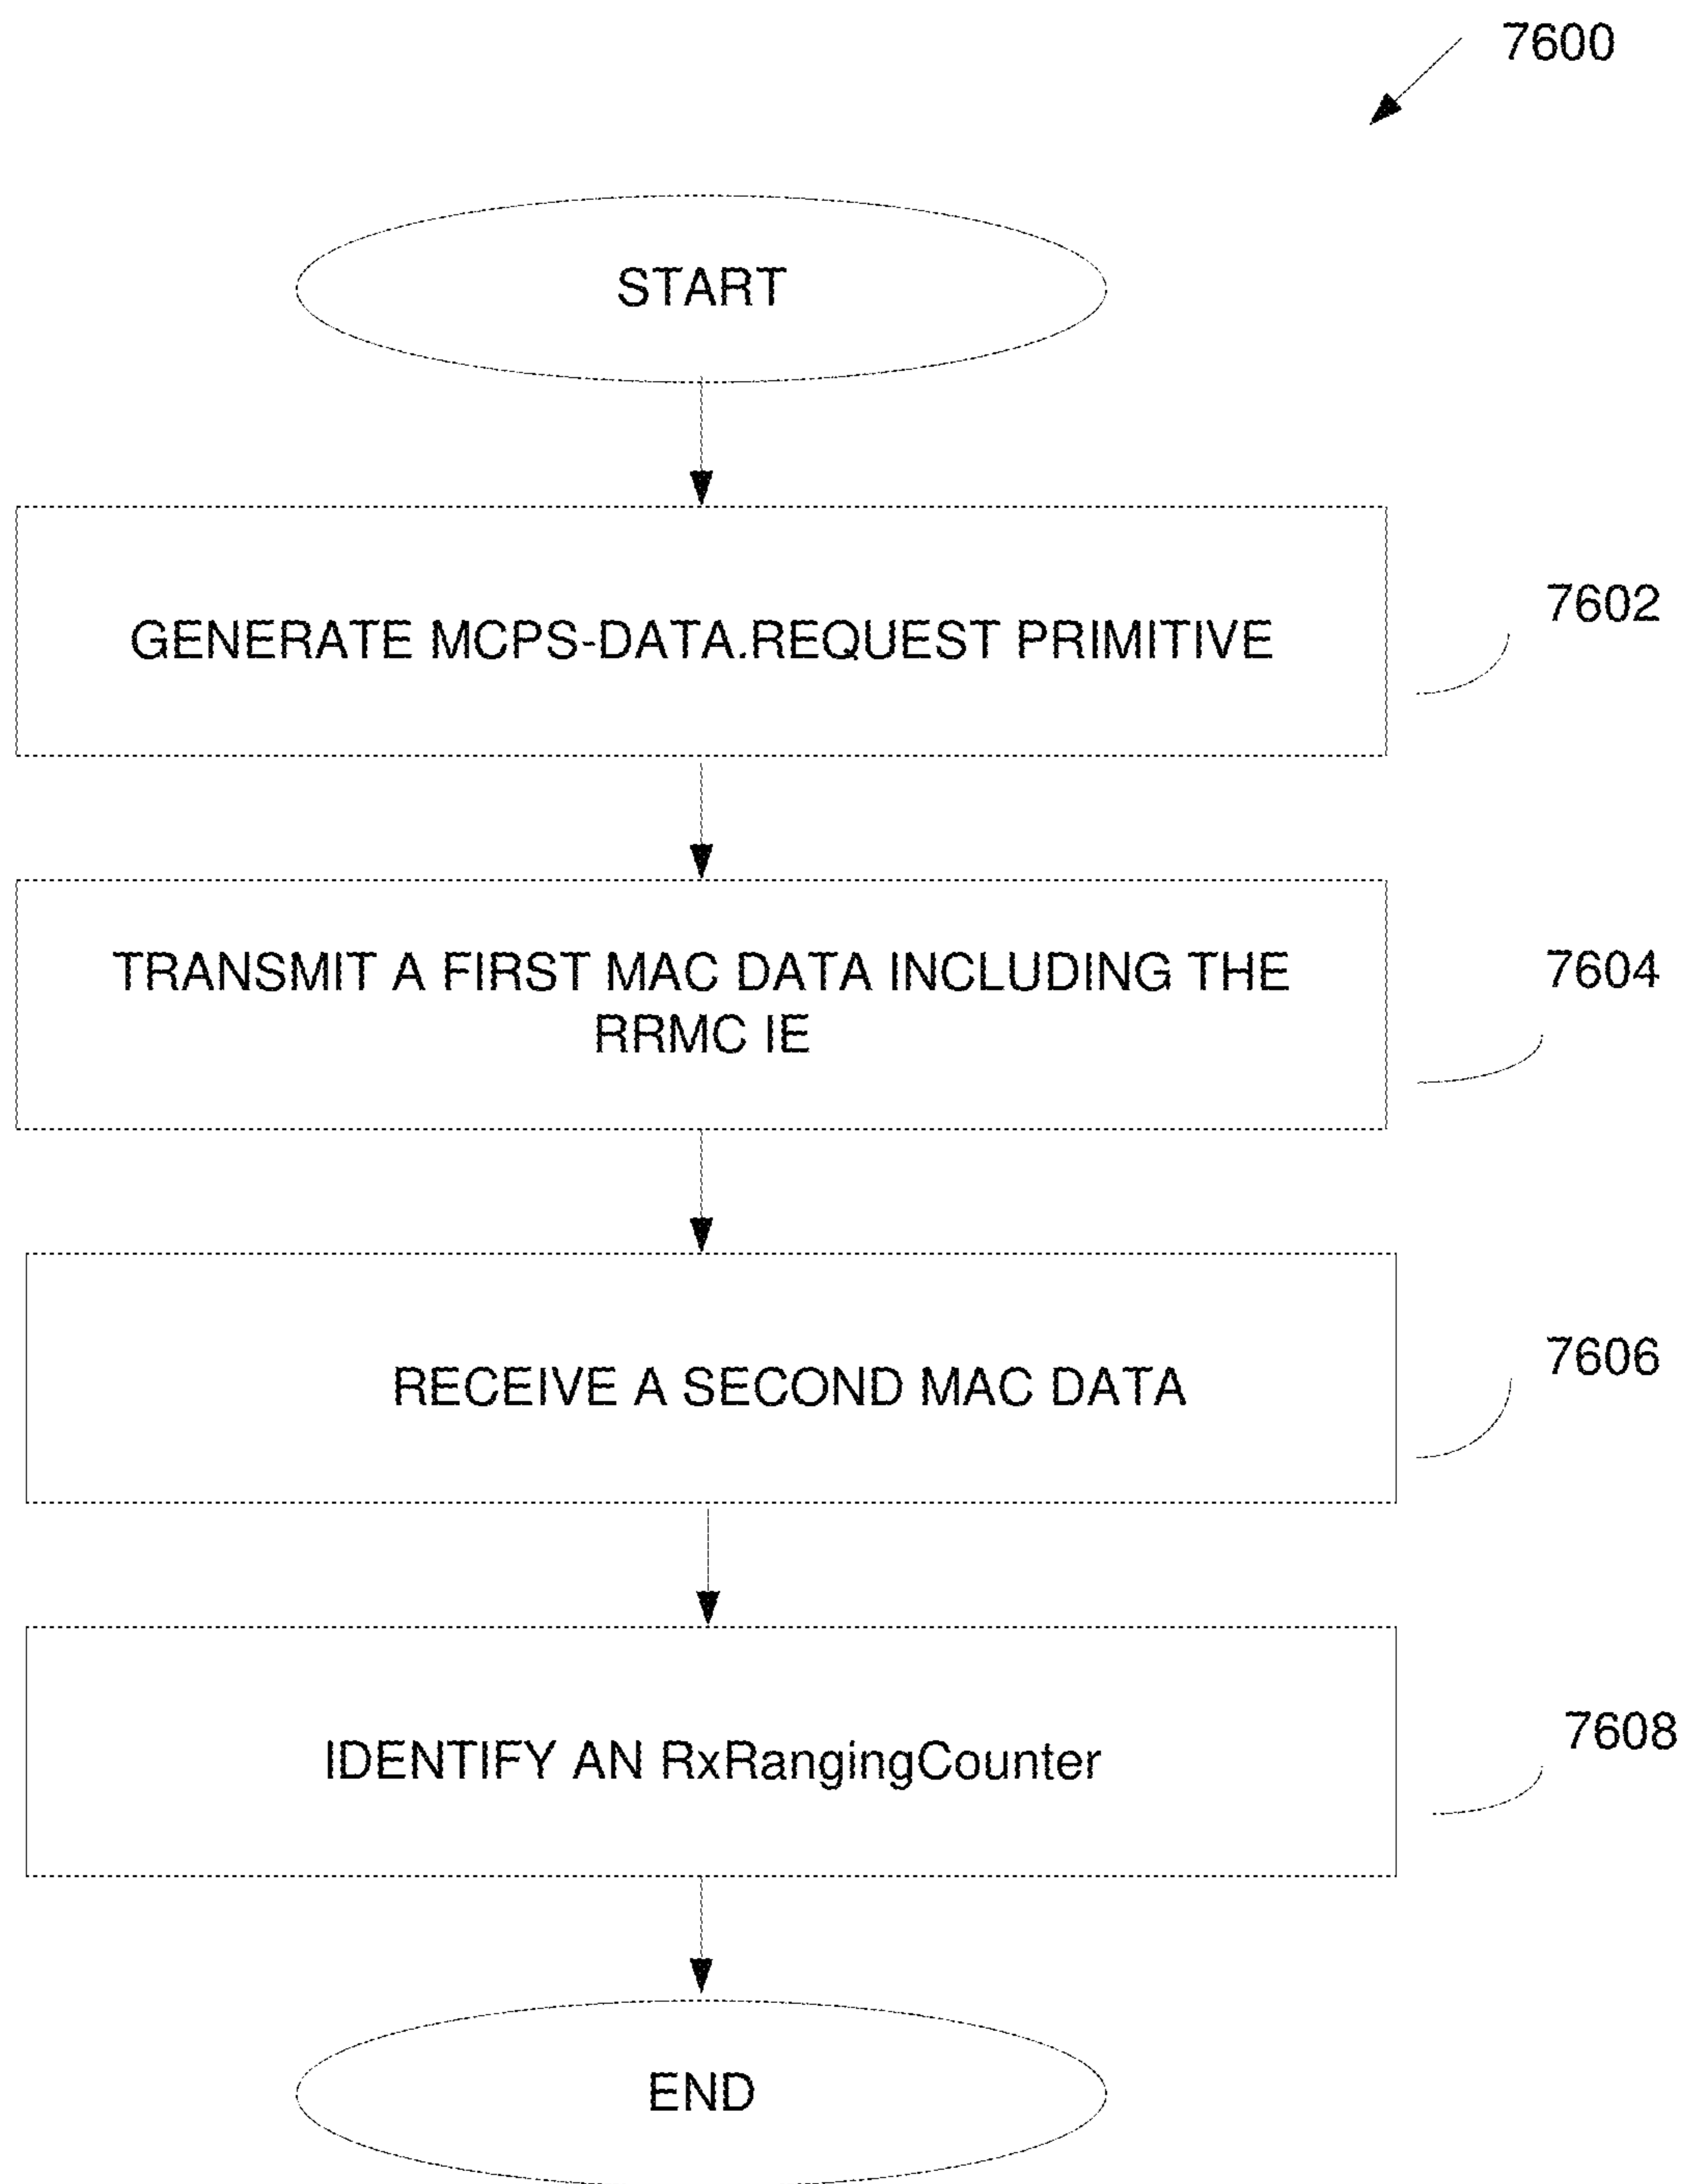 7600
START
GENERATE MCPS-DATA.REQUEST PRIMITIVE
7602
TRANSMIT A FIRST MAC DATA INCLUDING THE
RRMC IE
7604
RECEIVE A SECOND MAC DATA
7606
IDENTIFY AN RxRangingCounter
7608
END